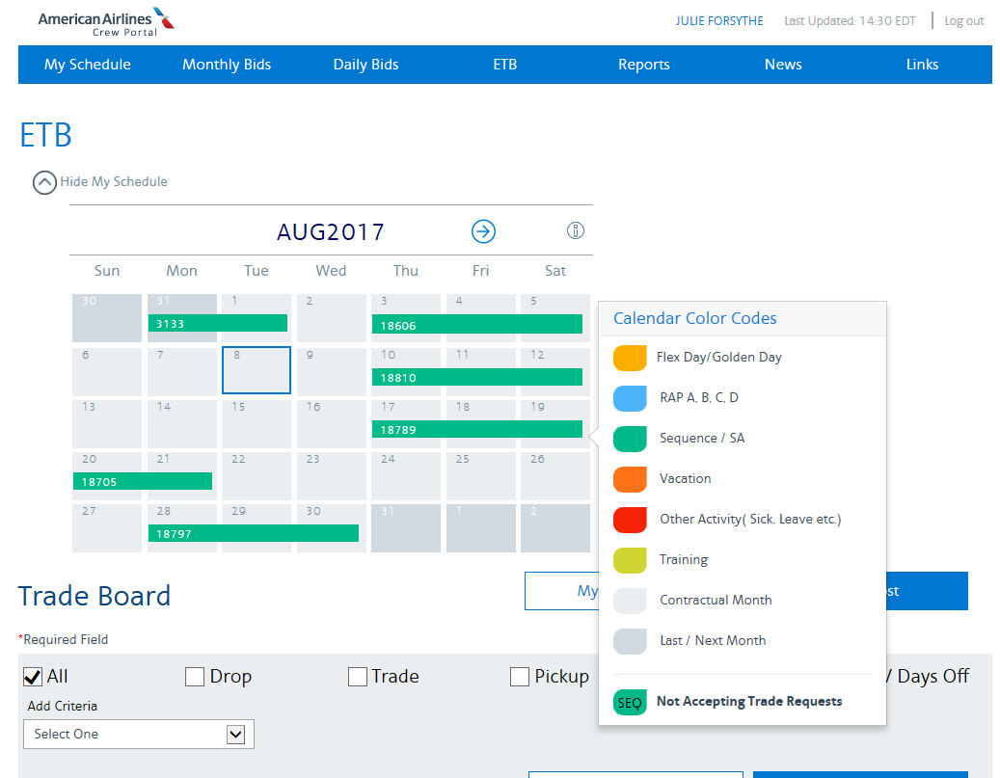 American Airlines
Crew Portal
JULIE FORSYTHE Last Updated: 14:30 EDT Log out
My Schedule Monthly Bids Daily Bids ETB Reports News Links
ETB
Hide My Schedule
AUG2017
Sun Mon Tue Wed Thu Fri Sat
30 31 1 2 3 4 5
3133 18606
6 7 8 9 10 11 12
18810
13 14 15 16 17 18 19
18789
20 21 22 23 24 25 26
18705
27 28 29 30 31 1 2
18797
Calendar Color Codes
Flex Day/Golden Day
RAP A, B, C, D
Sequence / SA
Vacation
Other Activity( Sick, Leave etc.)
Training
Contractual Month
Last / Next Month
SEQ Not Accepting Trade Requests
Trade Board
My st
*Required Field
All Drop Trade Pickup / Days Off
Add Criteria
Select One